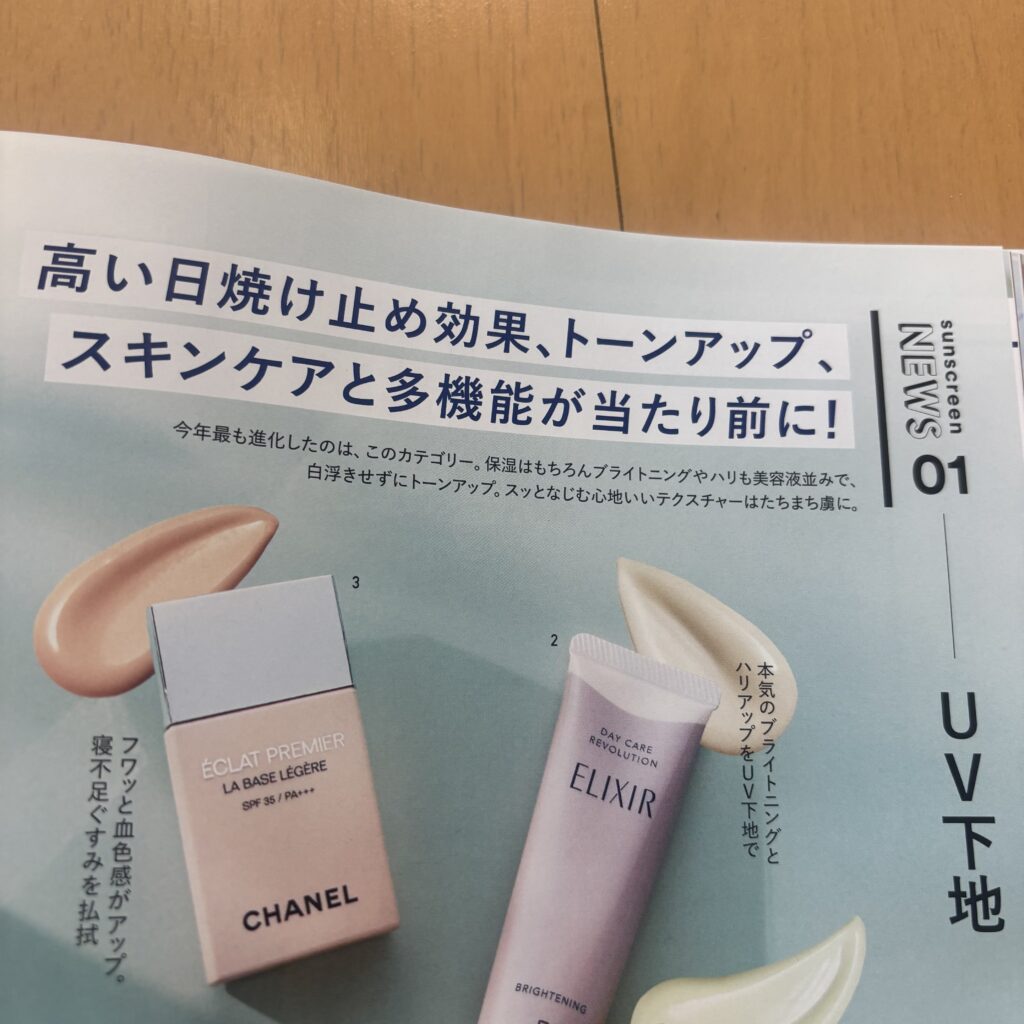 高い日焼け止め効果、トーンアップ、
スキンケアと多機能が当たり前に!
今年最も進化したのは、このカテゴリー。保湿はもちろんブライトニングやハリも美容液並みで、
白浮きせずにトーンアップ。スッとなじむ心地いいテクスチャーはたちまち虜に。
sunscreen
NEWS
01
UV下地
3
ÉCLAT PREMIER
LA BASE LÉGÈRE
SPF 35 / PA+++
CHANEL
フワッと血色感がアップ。
寝不足ぐすみを払拭
2
DAY CARE
REVOLUTION
ELIXIR
BRIGHTENING
本気のブライトニングと
ハリアップをUV下地で